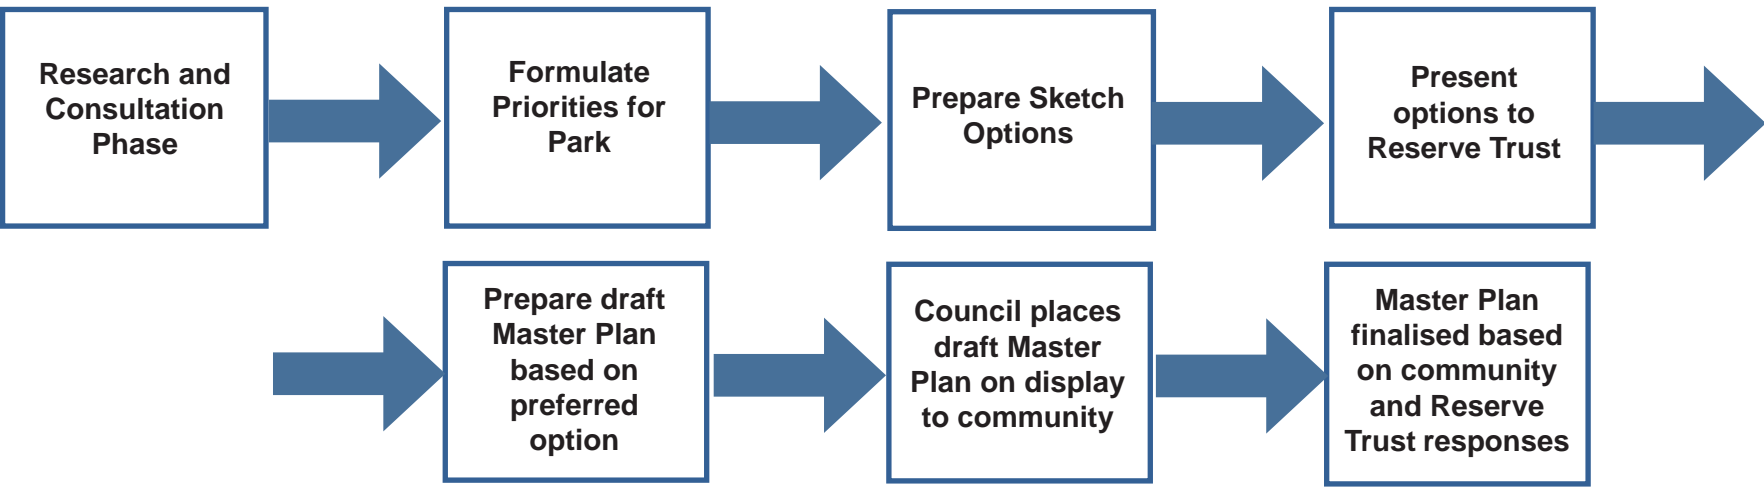 Research and
Consultation
Phase
Formulate
Priorities for
Park
Prepare Sketch
Options
Present
options to
Reserve Trust
Prepare draft
Master Plan
based on
preferred
option
Council places
draft Master
Plan on display
to community
Master Plan
finalised based
on community
and Reserve
Trust responses